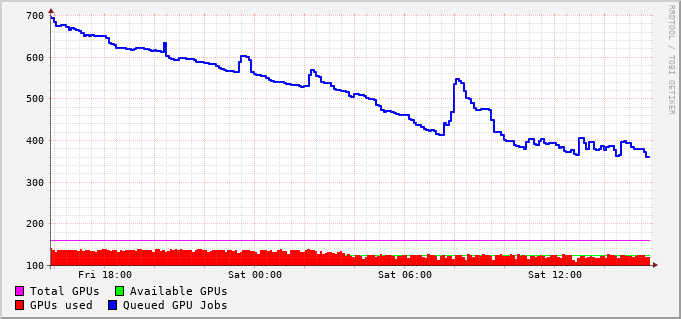 700
600
500
400
300
200
100
Fri 18:00 Sat 00:00 Sat 06:00 Sat 12:00
Total GPUs Available GPUs
GPUs used Queued GPU Jobs
RRDTOOL / TOBI OETIKER